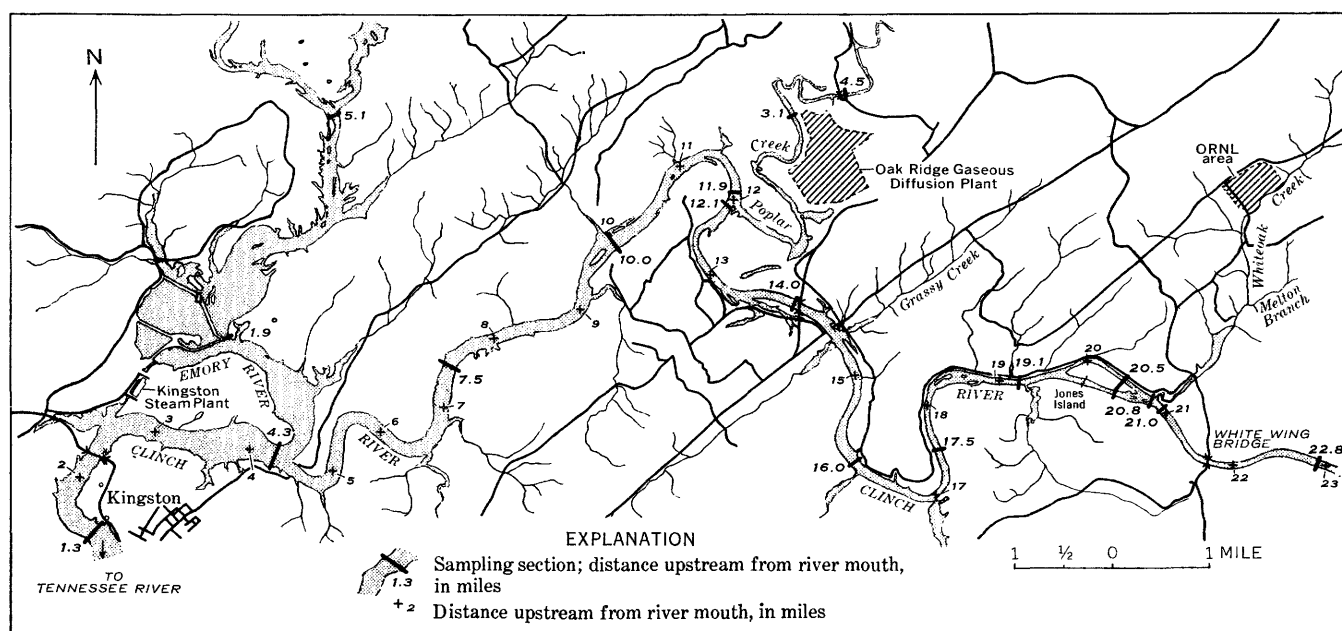 N
5.1
4.5
3.1
Creek
Oak Ridge Gaseous
Diffusion Plant
ORNL
area
Creek
Whiteoak
Melton
Branch
11
11.9
12
12.1
Poplar
10
10.0
13
14.0
Grassy Creek
9
8
7.5
7
6
5
RIVER
1.9
EMORY
RIVER
Kingston
Steam Plant
3
4.3
4
CLINCH
2
Kingston
1.3
TO
TENNESSEE RIVER
15
16.0
CLINCH
17
17.5
18
RIVER
19
19.1
20
20.5
Jones
Island
20.8
21.0
21
WHITE WING
BRIDGE
22
22.8
23
EXPLANATION
1.3
Sampling section; distance upstream from river mouth,
in miles
+2 Distance upstream from river mouth, in miles
1 ½ 0 1 MILE